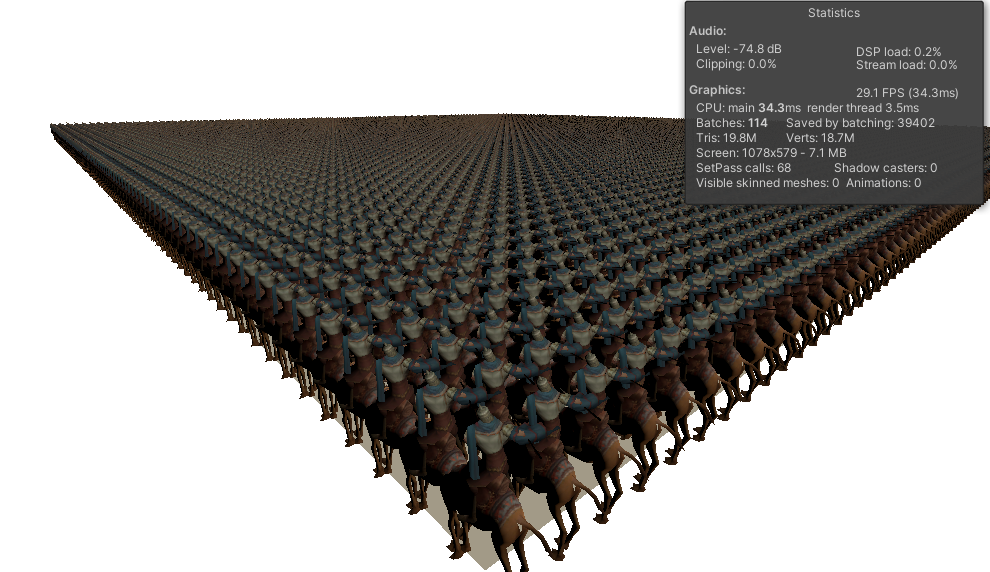 Statistics
Audio:
Level: -74.8 dB DSP load: 0.2%
Clipping: 0.0% Stream load: 0.0%
Graphics: 29.1 FPS (34.3ms)
CPU: main 34.3ms render thread 3.5ms
Batches: 114 Saved by batching: 39402
Tris: 19.8M Verts: 18.7M
Screen: 1078x579 - 7.1 MB
SetPass calls: 68 Shadow casters: 0
Visible skinned meshes: 0 Animations: 0